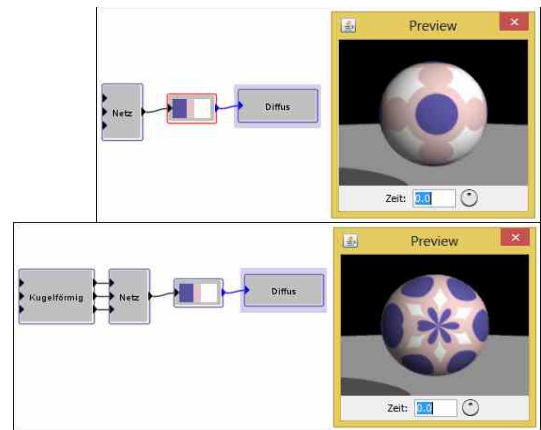 Preview
Netz
Diffus
Zeit: 0.0
Preview
Kugelförmig
Netz
Diffus
Zeit: 0.0